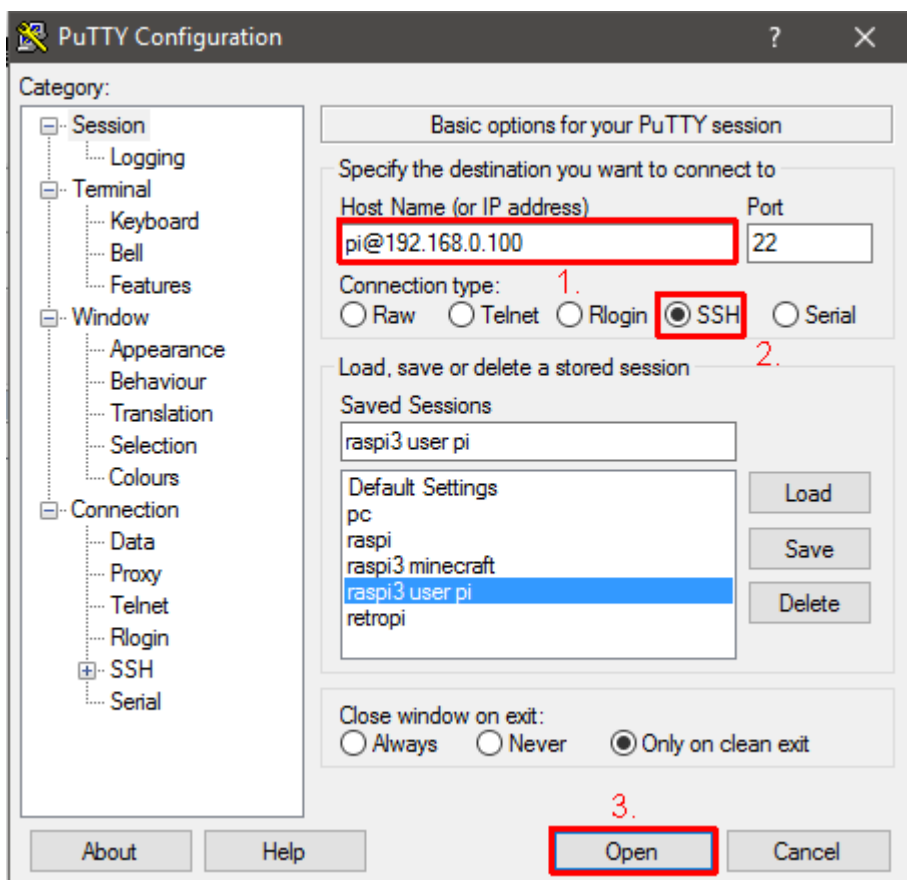 PuTTY Configuration ? ×
Category:
Session
Logging
Terminal
Keyboard
Bell
Features
Window
Appearance
Behaviour
Translation
Selection
Colours
Connection
Data
Proxy
Telnet
Rlogin
SSH
Serial
Basic options for your PuTTY session
Specify the destination you want to connect to
Host Name (or IP address) Port
pi@192.168.0.100 22
Connection type: 1.
Raw Telnet Rlogin SSH Serial
2.
Load, save or delete a stored session
Saved Sessions
raspi3 user pi
Default Settings
pc
raspi
raspi3 minecraft
raspi3 user pi
retropi
Load
Save
Delete
Close window on exit:
Always Never Only on clean exit
3.
About Help Open Cancel